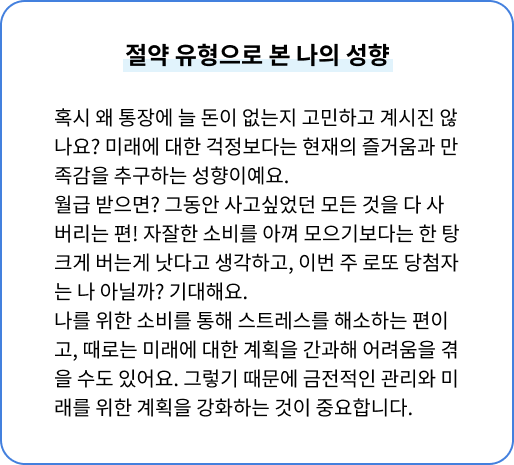 절약 유형으로 본 나의 성향
혹시 왜 통장에 늘 돈이 없는지 고민하고 계시진 않
나요? 미래에 대한 걱정보다는 현재의 즐거움과 만
족감을 추구하는 성향이예요.
월급 받으면? 그동안 사고싶었던 모든 것을 다 사
버리는 편! 자잘한 소비를 아껴 모으기보다는 한 탕
크게 버는게 낫다고 생각하고, 이번 주 로또 당첨자
는 나 아닐까? 기대해요.
나를 위한 소비를 통해 스트레스를 해소하는 편이
고, 때로는 미래에 대한 계획을 간과해 어려움을 겪
을 수도 있어요. 그렇기 때문에 금전적인 관리와 미
래를 위한 계획을 강화하는 것이 중요합니다.